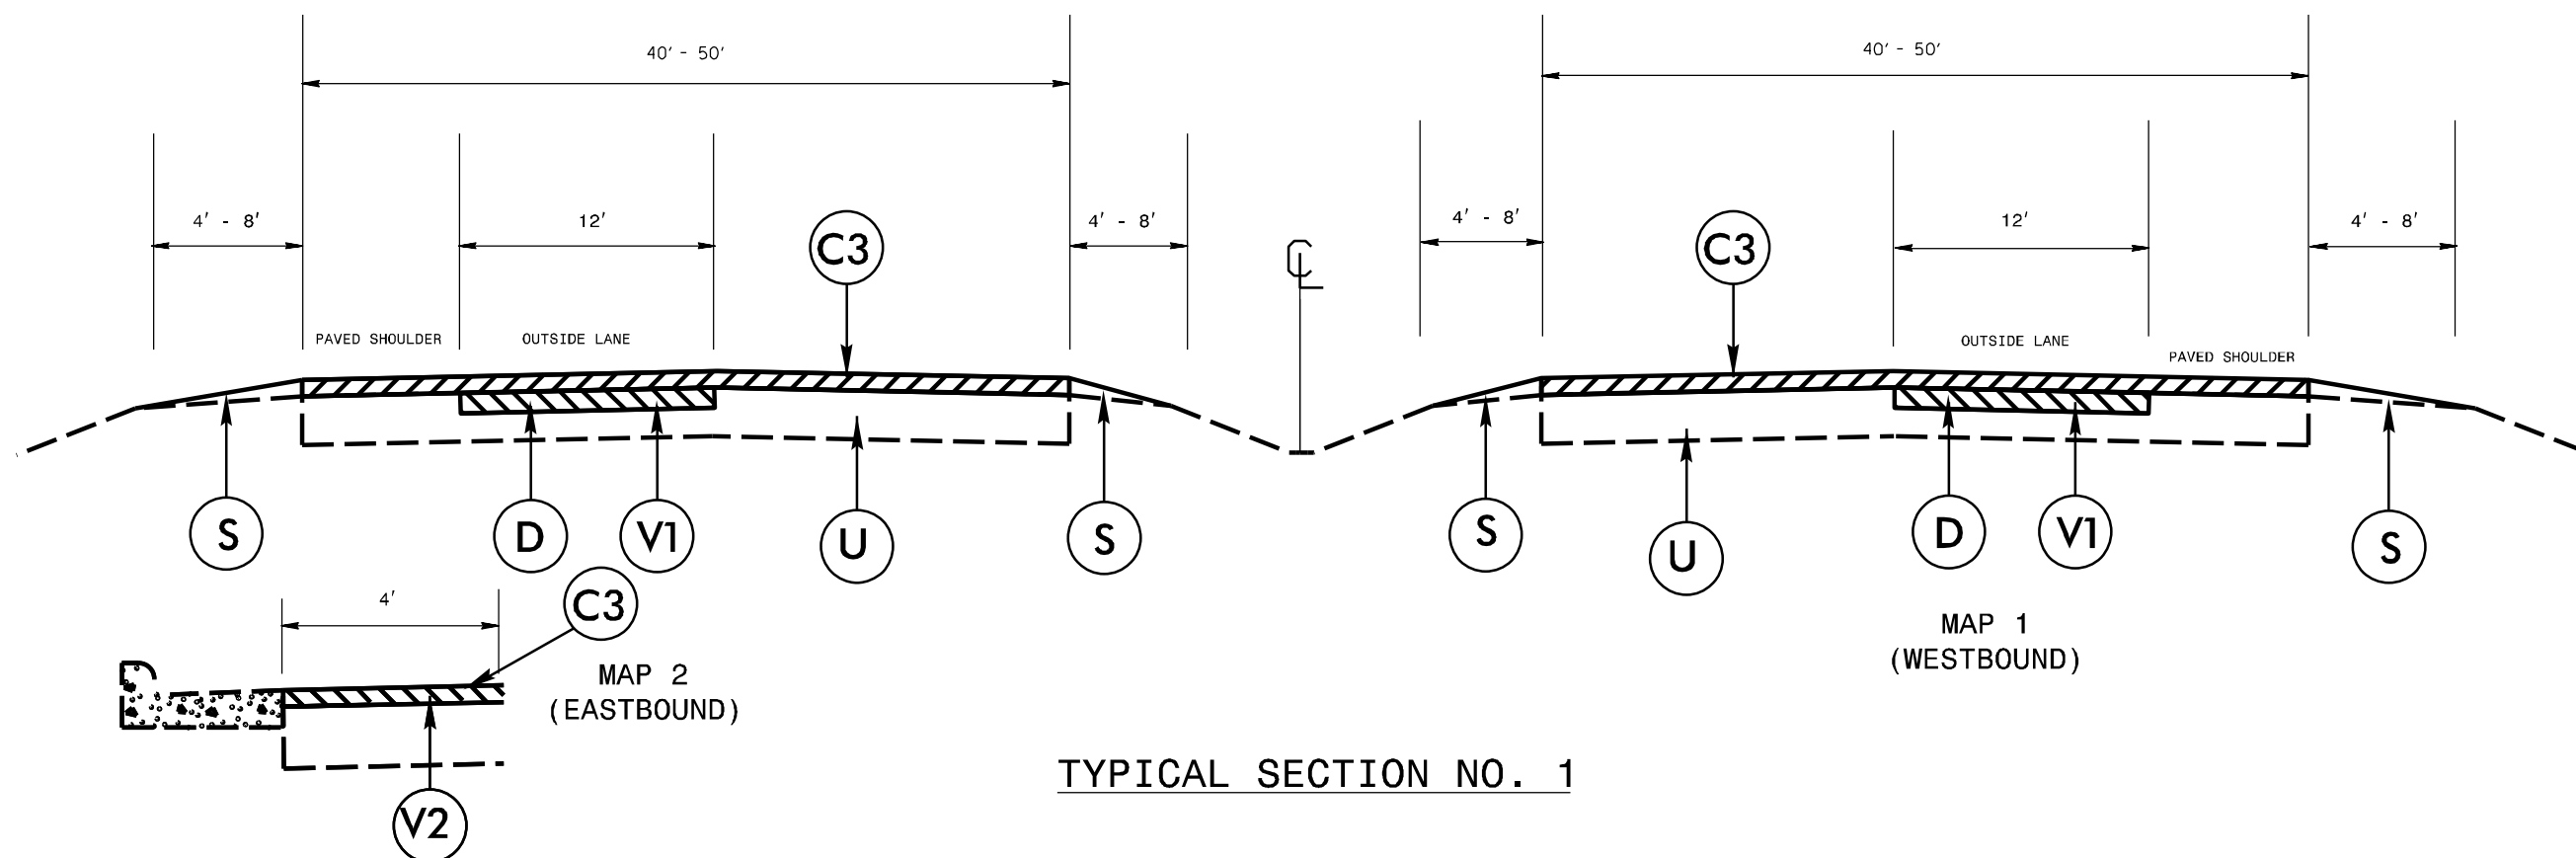 40' - 50'
40' - 50'
4' - 8'
12'
4' - 8'
4' - 8'
12'
4' - 8'
C3
C3
CL
PAVED SHOULDER
OUTSIDE LANE
OUTSIDE LANE
PAVED SHOULDER
S
D
V1
U
S
S
U
D
V1
S
4'
C3
MAP 2
(EASTBOUND)
MAP 1
(WESTBOUND)
V2
TYPICAL SECTION NO. 1